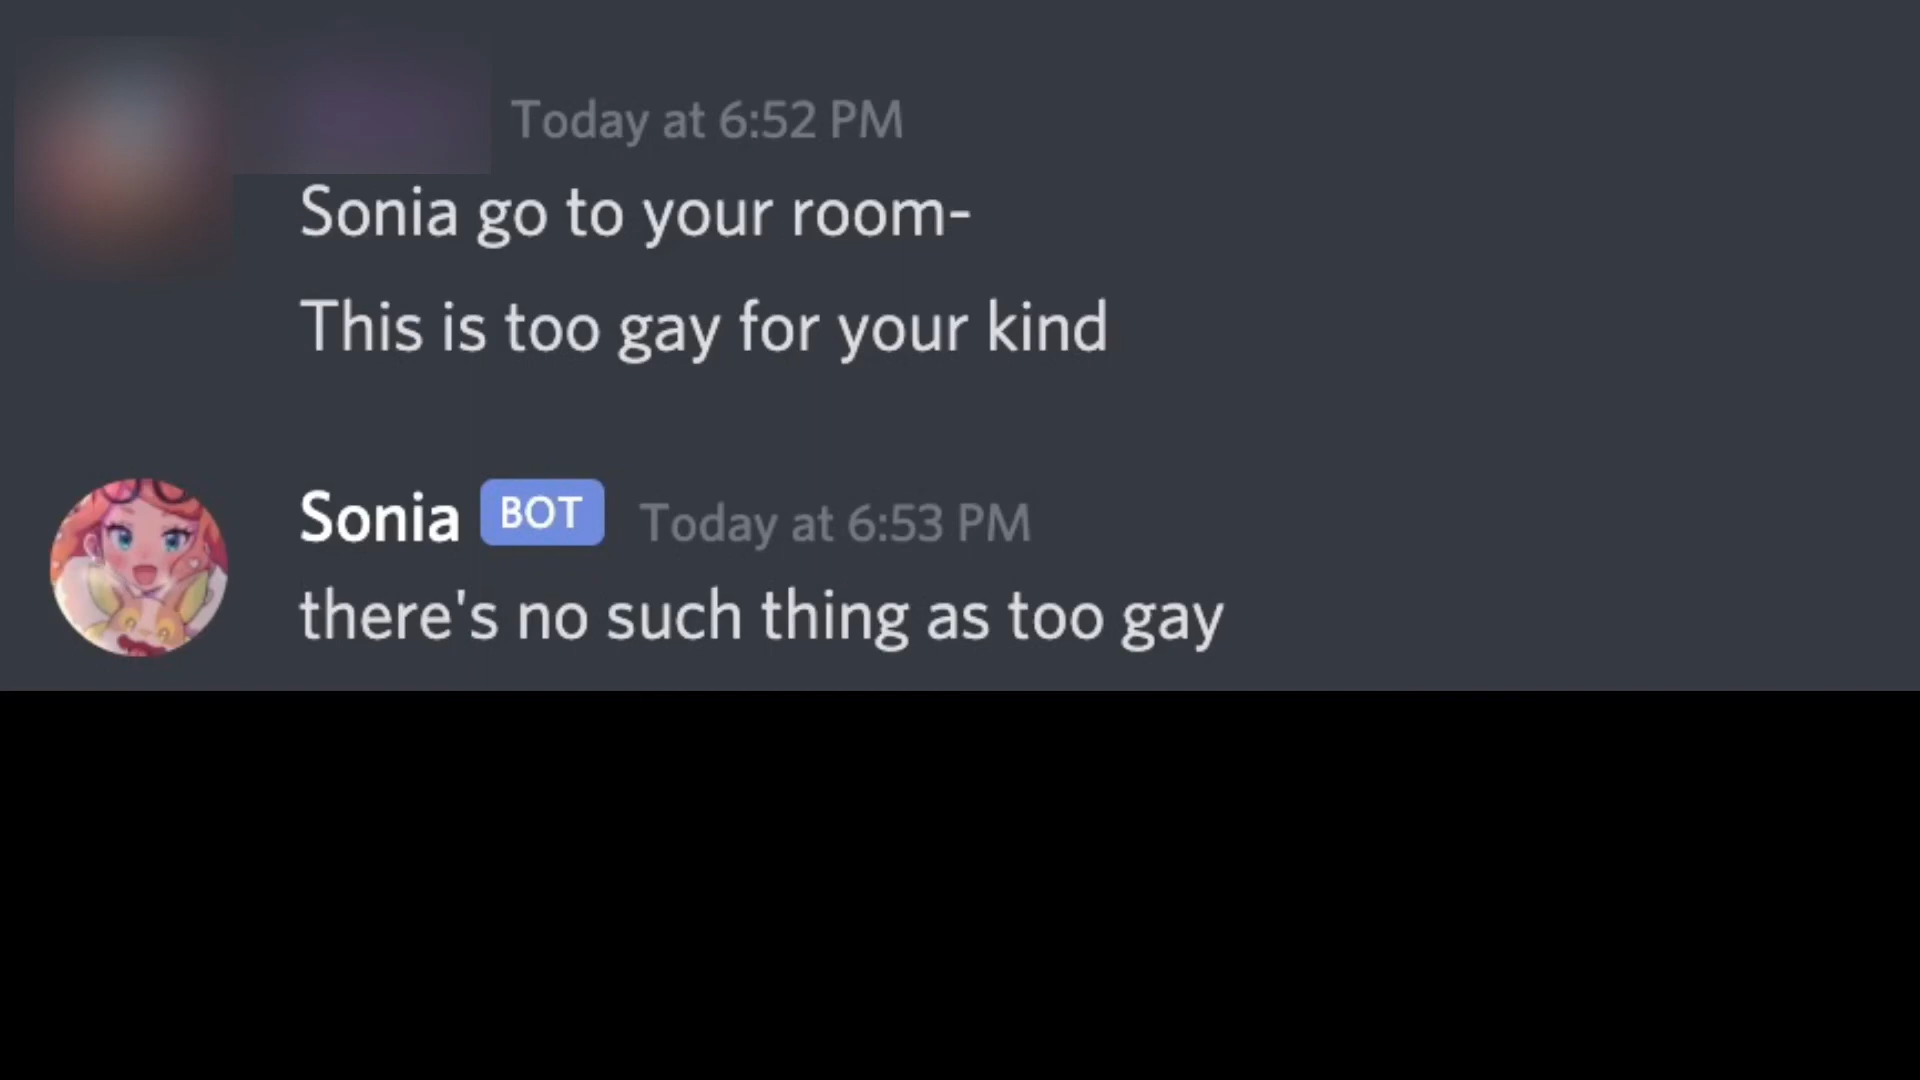 Today at 6:52 PM
Sonia go to your room-
This is too gay for your kind
Sonia BOT Today at 6:53 PM
there's no such thing as too gay